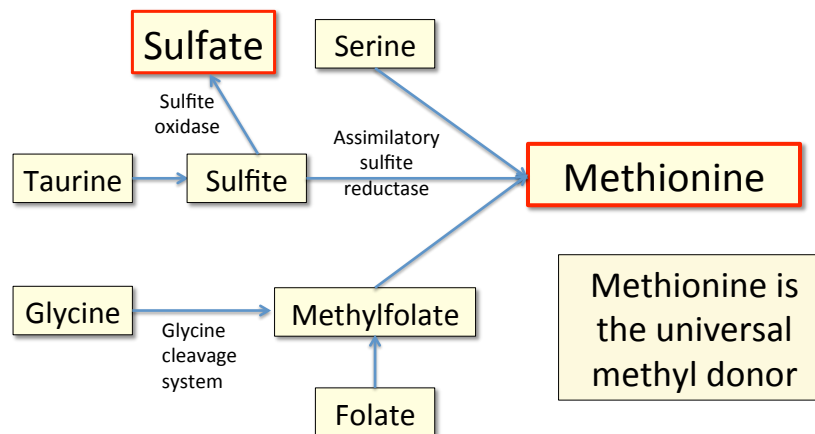 Sulfate
Serine
Sulfite
oxidase
Assimilatory
sulfite
reductase
Taurine
Sulfite
Methionine
Glycine
Methylfolate
Glycine
cleavage
system
Folate
Methionine is
the universal
methyl donor